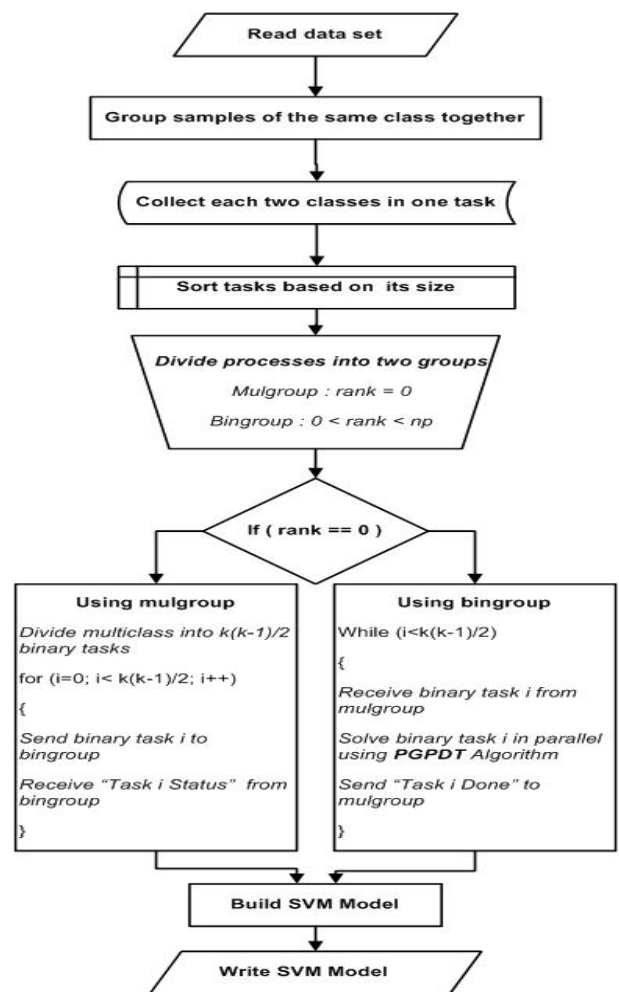 Read data set
Group samples of the same class together
Collect each two classes in one task
Sort tasks based on its size
Divide processes into two groups
Mulgroup : rank = 0
Bingroup : 0 < rank < np
If ( rank == 0 )
Using mulgroup
Divide multiclass into k(k-1)/2
binary tasks
for (i=0; i< k(k-1)/2; i++)
{
Send binary task i to
bingroup
Receive “Task i Status” from
bingroup
}
Using bingroup
While (i<k(k-1)/2)
{
Receive binary task i from
mulgroup
Solve binary task i in parallel
using PGPDT Algorithm
Send “Task i Done” to
mulgroup
}
Build SVM Model
Write SVM Model